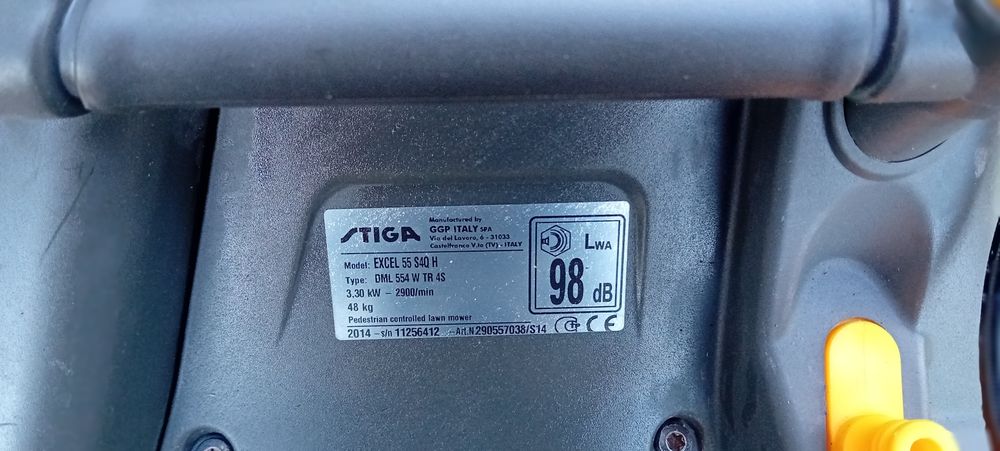 STIGA
Manufactured by
GGP ITALY SPA
Via del Lavoro, 6 - 31033
Castelfranco V.to (TV) - ITALY
Model: EXCEL 55 S4Q H
Type: DML 554 W TR 4S
3,30 kW - 2900/min
48 kg
Pedestrian controlled lawn mower
2014 - s/n 11256412 - Art.N 290557038/S14
LWA
98 dB
CE